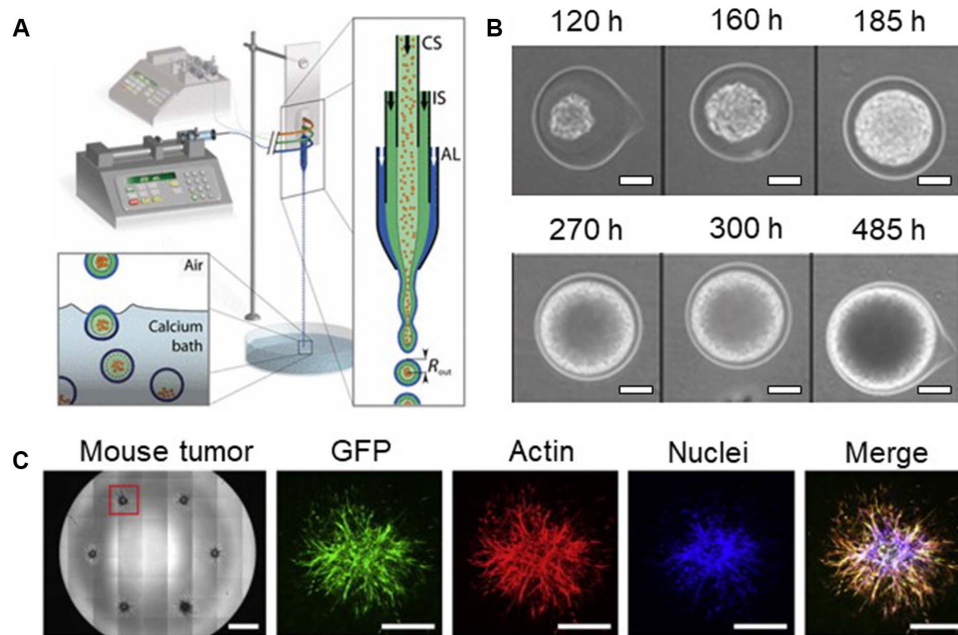 A
CS
IS
AL
Air
Calcium
bath
Rout
B
120 h
160 h
185 h
270 h
300 h
485 h
C
Mouse tumor
GFP
Actin
Nuclei
Merge